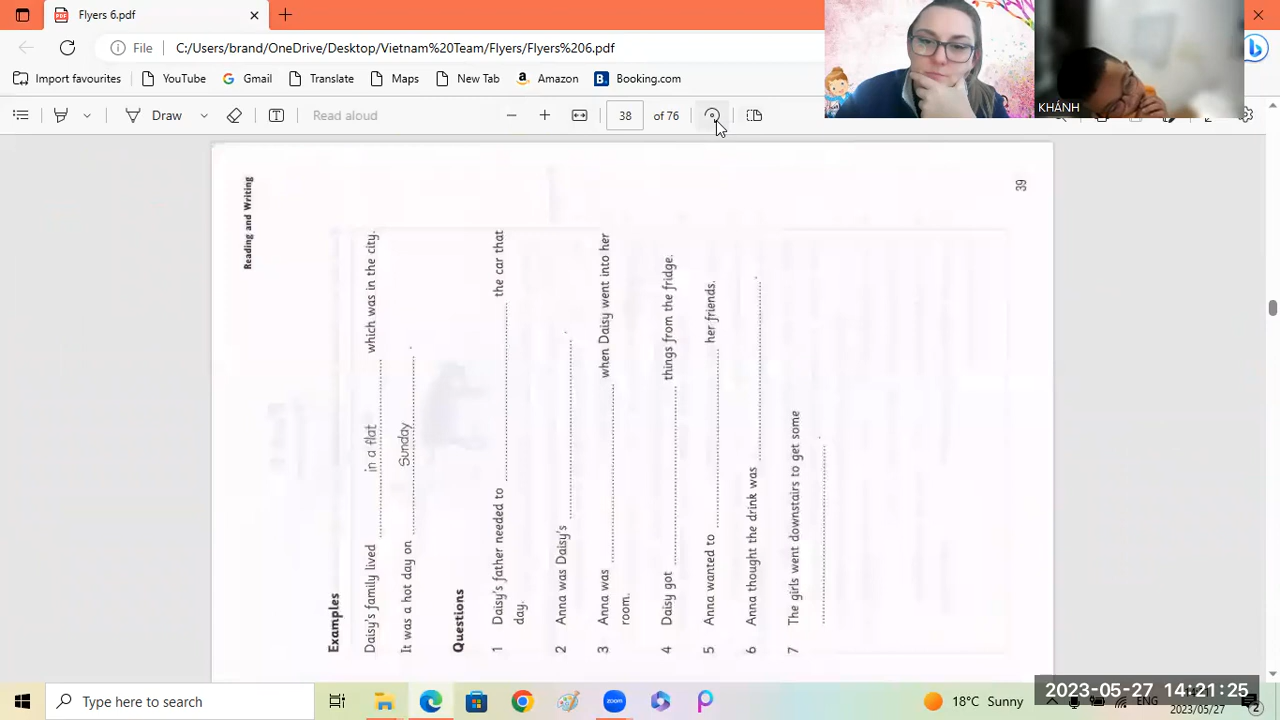 Flyers 6.pdf
File
C:/Users/brand/OneDrive/Desktop/Vietnam%20Team/Flyers/Flyers%206.pdf
Import favourites
YouTube
Gmail
Translate
Maps
New Tab
Amazon
Booking.com
Draw
Read aloud
38
of 76
KHÁNH
Reading and Writing
39
Examples
Daisy's family lived in a flat which was in the city.
It was a hot day on Sunday.
Questions
1 Daisy's father needed to the car that
day.
2 Anna was Daisy's .
3 Anna was when Daisy went into her
room.
4 Daisy got things from the fridge.
5 Anna wanted to her friends.
6 Anna thought the drink was .
7 The girls went downstairs to get some
.
Type here to search
18°C Sunny
ENG
2023-05-27 14:21:25
2023/05/27